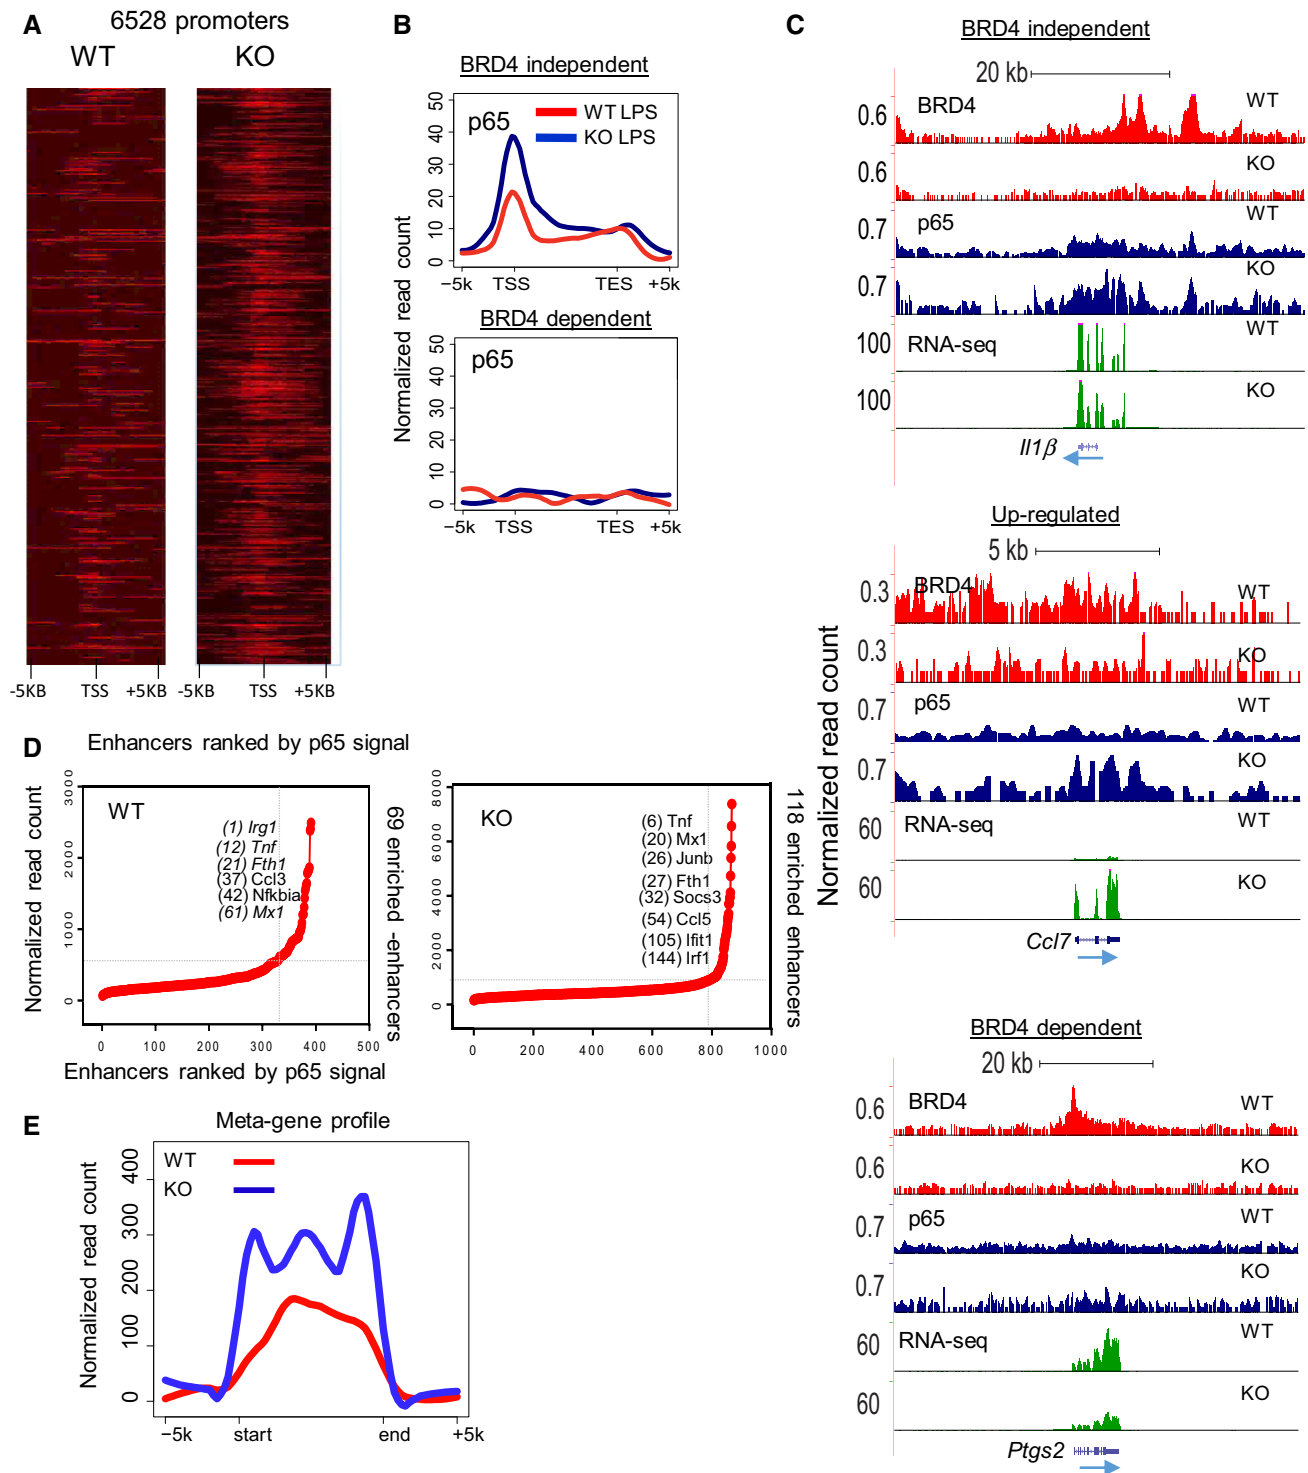 A
6528 promoters
WT
KO
-5KB
TSS
+5KB
-5KB
TSS
+5KB
B
BRD4 independent
p65
WT LPS
KO LPS
50
40
30
20
10
0
−5k
TSS
TES
+5k
BRD4 dependent
p65
50
40
30
20
10
0
−5k
TSS
TES
+5k
Normalized read count
C
BRD4 independent
20 kb
0.6
BRD4
WT
0.6
KO
0.7
p65
WT
0.7
KO
100
RNA-seq
WT
100
KO
Il1β
Up-regulated
5 kb
0.3
BRD4
WT
0.3
KO
0.7
p65
WT
0.7
KO
60
RNA-seq
WT
60
KO
Ccl7
Normalized read count
BRD4 dependent
20 kb
0.6
BRD4
WT
0.6
KO
0.7
p65
WT
0.7
KO
60
RNA-seq
WT
60
KO
Ptgs2
D
Enhancers ranked by p65 signal
Normalized read count
3000
2000
1000
0
WT
(1) Irg1
(12) Tnf
(21) Fth1
(37) Ccl3
(42) Nfkbia
(61) Mx1
0
100
200
300
400
500
69 enriched -enhancers
Enhancers ranked by p65 signal
8000
6000
4000
2000
0
KO
(6) Tnf
(20) Mx1
(26) Junb
(27) Fth1
(32) Socs3
(54) Ccl5
(105) Ifit1
(144) Irf1
0
200
400
600
800
1000
118 enriched enhancers
E
Meta-gene profile
WT
KO
Normalized read count
400
300
200
100
0
−5k
start
end
+5k